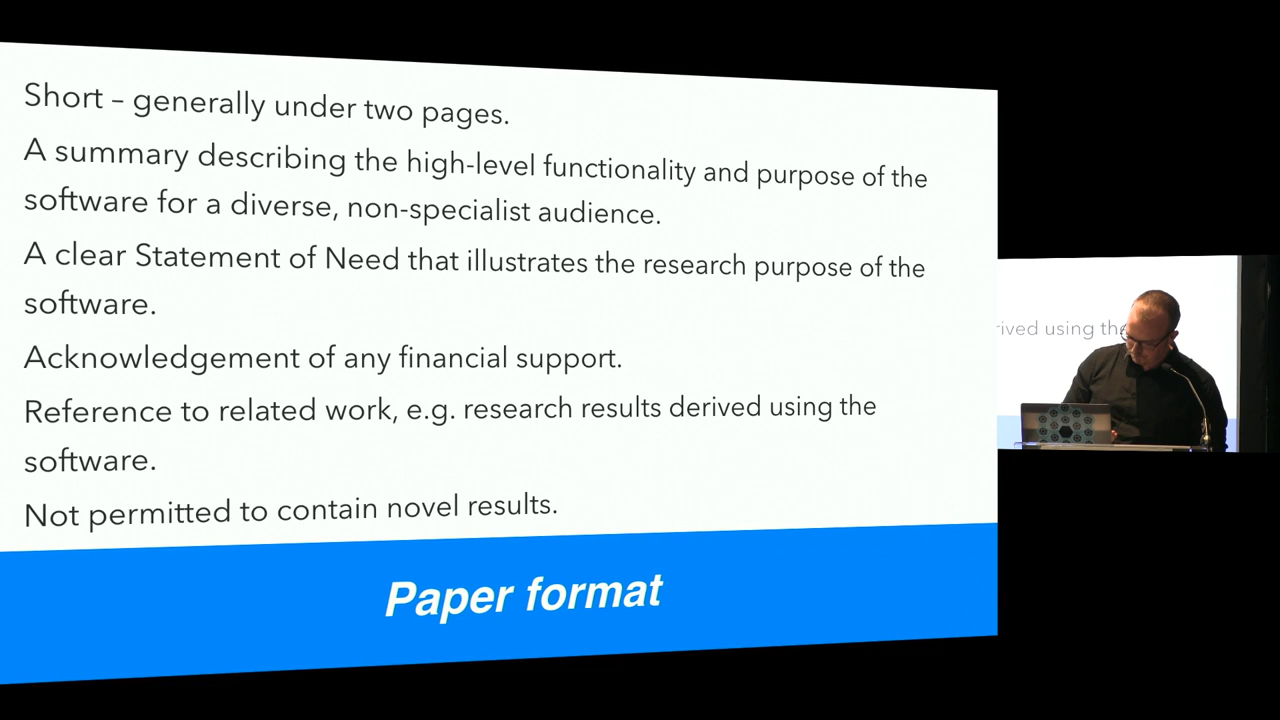 Short – generally under two pages.
A summary describing the high-level functionality and purpose of the
software for a diverse, non-specialist audience.
A clear Statement of Need that illustrates the research purpose of the
software.
Acknowledgement of any financial support.
Reference to related work, e.g. research results derived using the
software.
Not permitted to contain novel results.
Paper format
using the